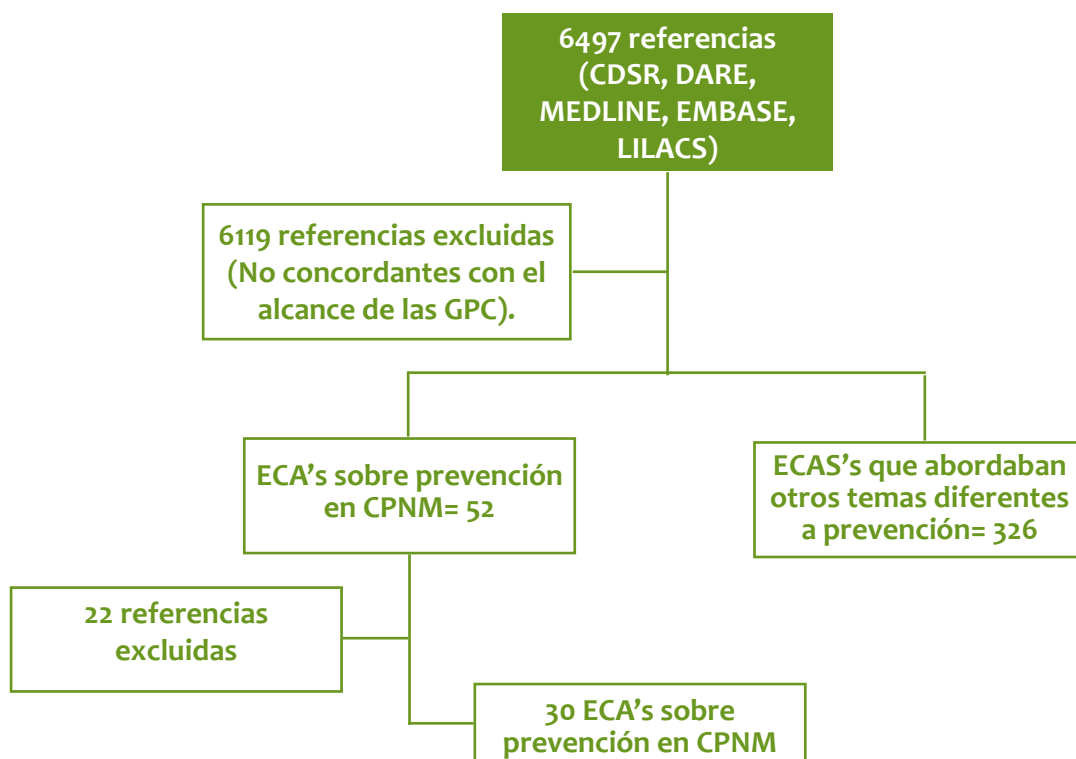 6497 referencias
(CDSR, DARE,
MEDLINE, EMBASE,
LILACS)
6119 referencias excluidas
(No concordantes con el
alcance de las GPC).
ECA’s sobre prevención
en CPNM= 52
ECAS’s que abordaban
otros temas diferentes
a prevención= 326
22 referencias
excluidas
30 ECA’s sobre
prevención en CPNM